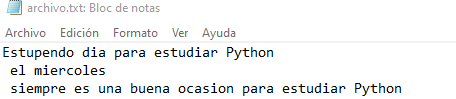 archivo.txt: Bloc de notas
Archivo Edición Formato Ver Ayuda
Estupendo dia para estudiar Python
el miercoles
siempre es una buena ocasion para estudiar Python